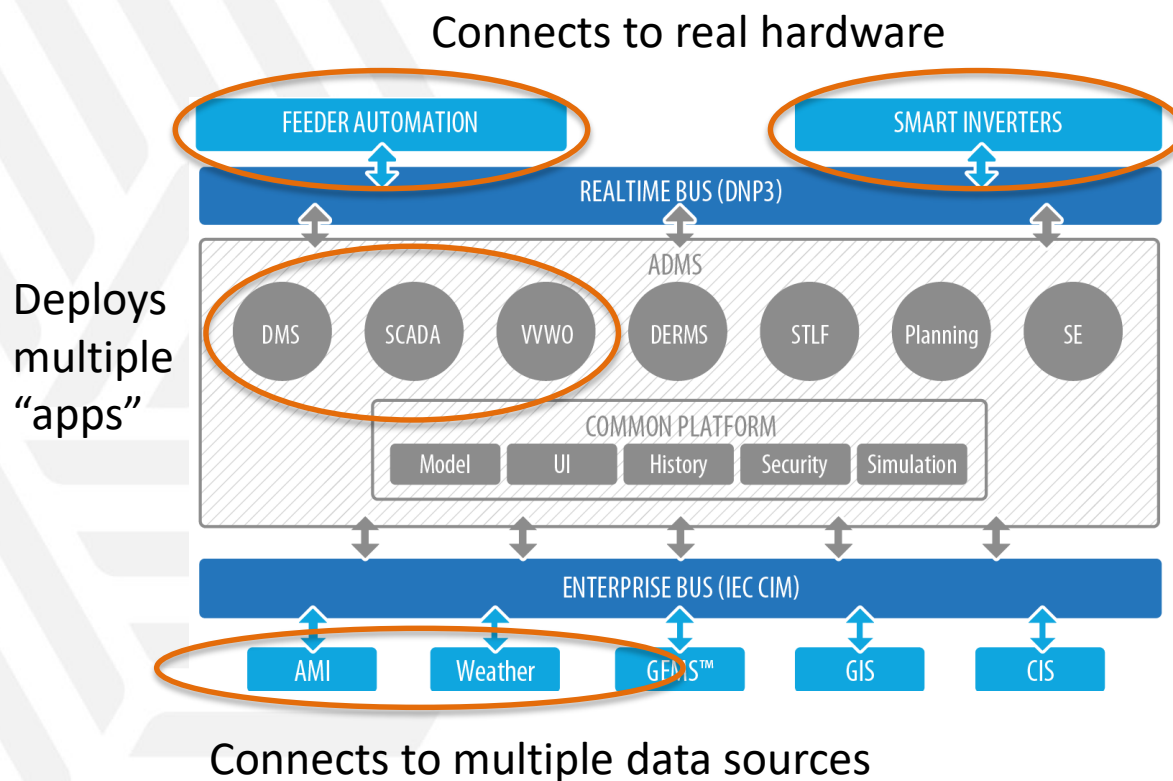 Connects to real hardware
FEEDER AUTOMATION
SMART INVERTERS
REALTIME BUS (DNP3)
ADMS
Deploys
multiple
“apps”
DMS
SCADA
VVWO
DERMS
STLF
Planning
SE
COMMON PLATFORM
Model
UI
History
Security
Simulation
ENTERPRISE BUS (IEC CIM)
AMI
Weather
GEMS™
GIS
CIS
Connects to multiple data sources